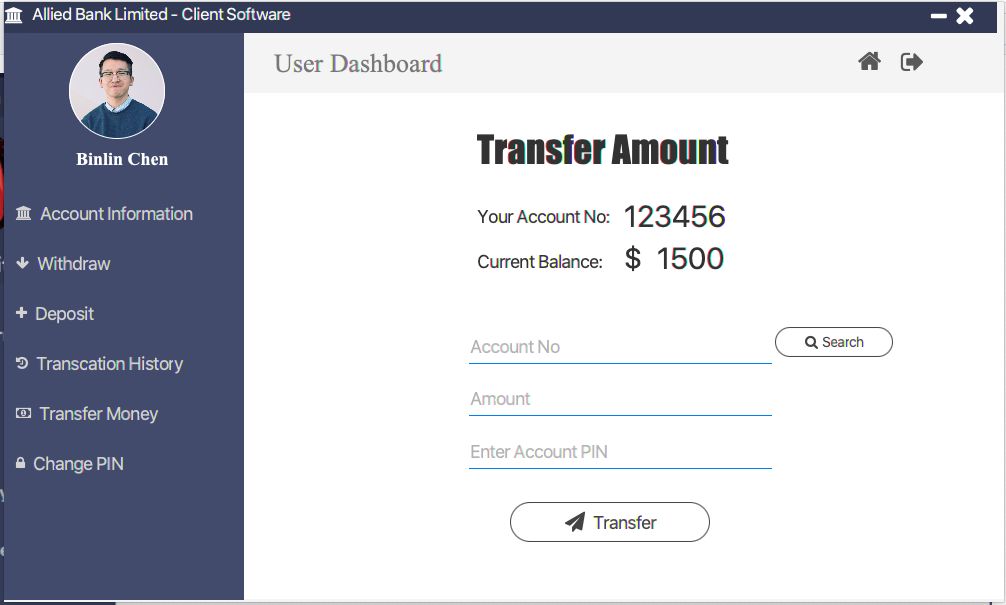 Allied Bank Limited - Client Software
User Dashboard
Binlin Chen
Account Information
Withdraw
Deposit
Transcation History
Transfer Money
Change PIN
Transfer Amount
Your Account No: 123456
Current Balance: $ 1500
Account No
Search
Amount
Enter Account PIN
Transfer